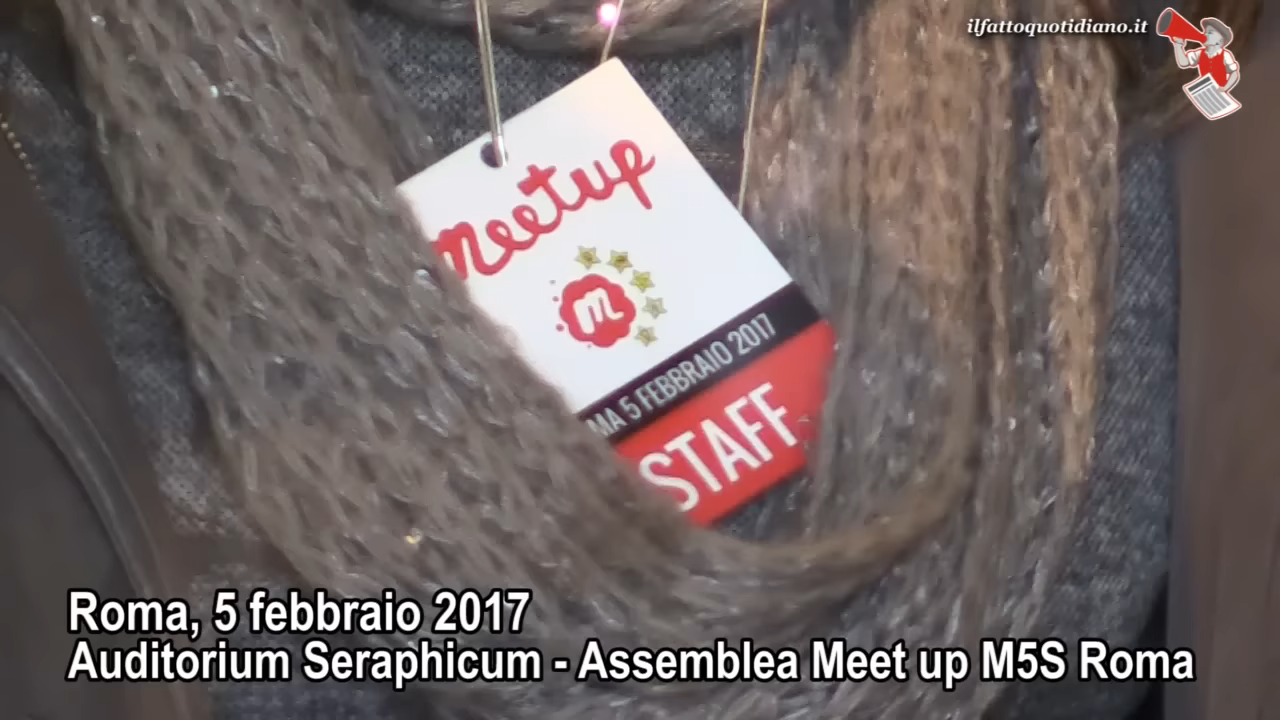 ilfattoquotidiano.it
meetup
m
MA 5 FEBBRAIO 2017
STAFF
Roma, 5 febbraio 2017
Auditorium Seraphicum - Assemblea Meet up M5S Roma